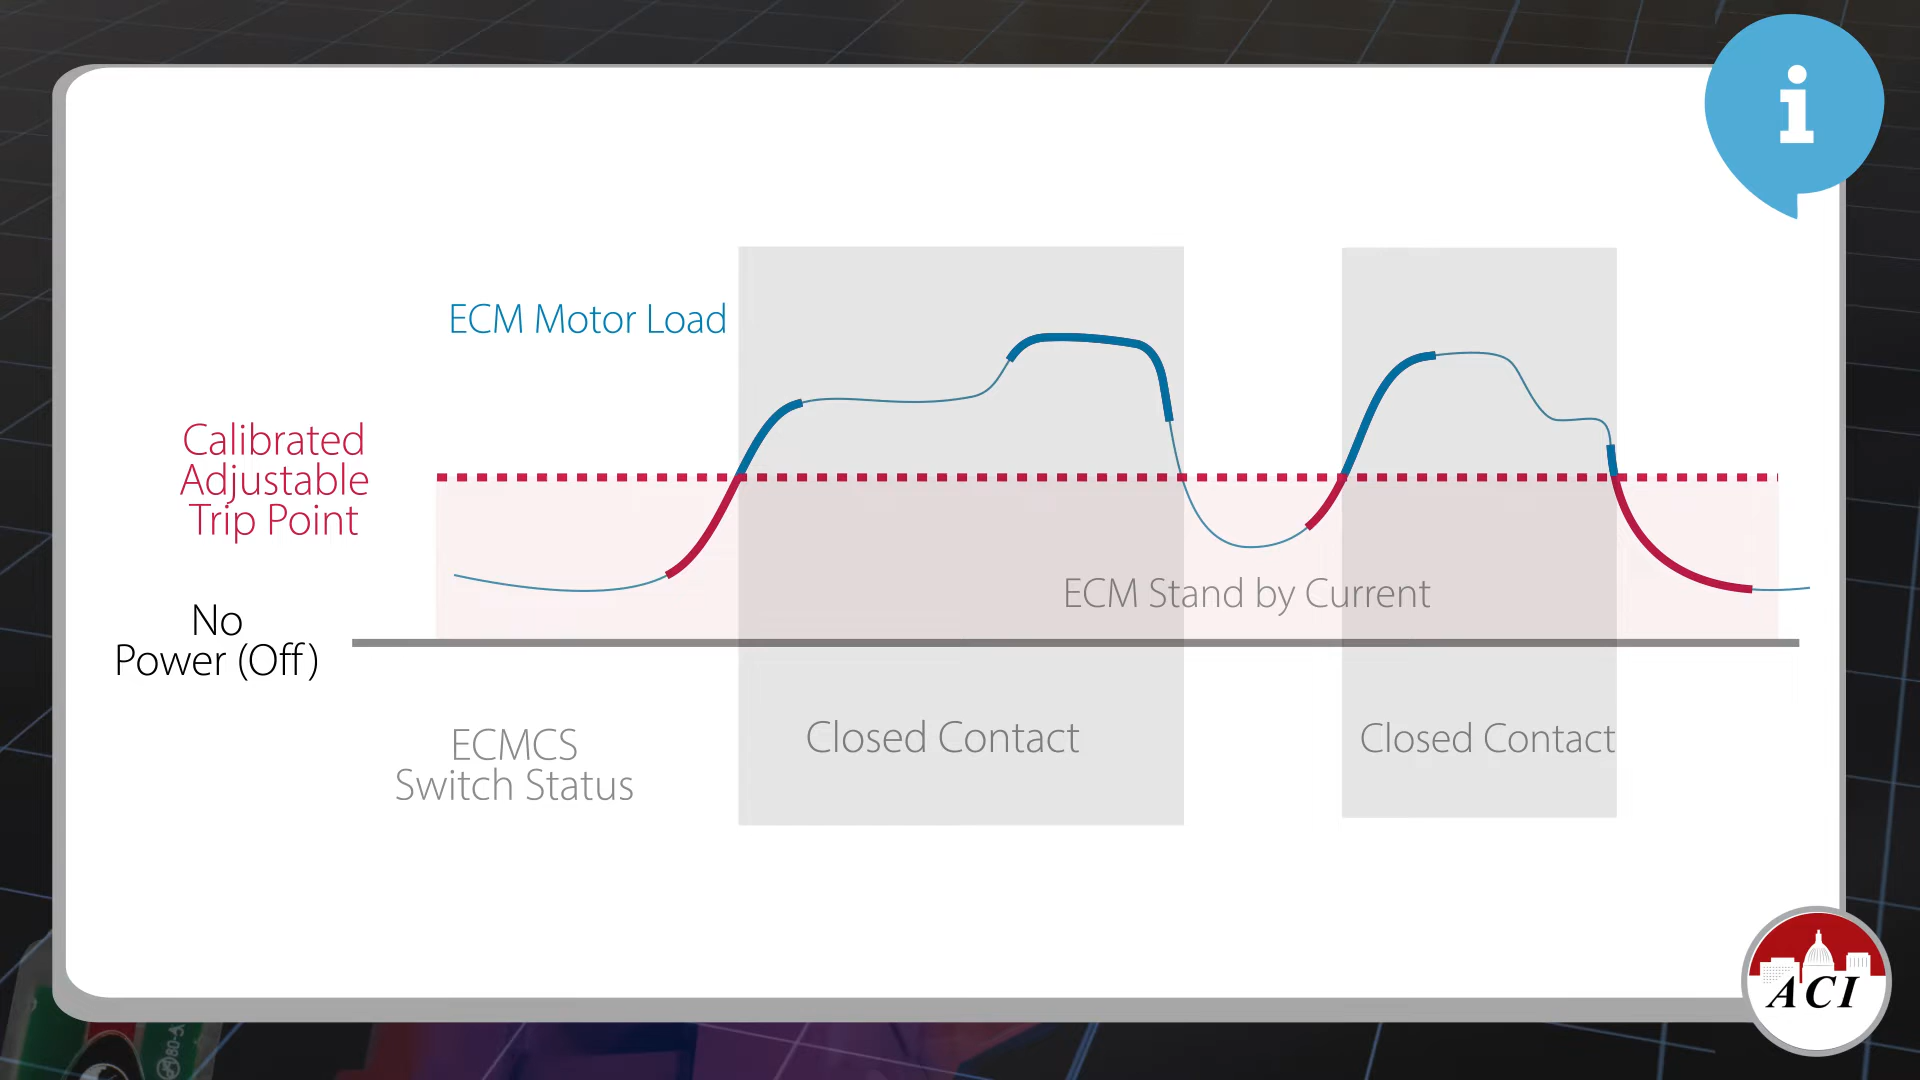 i
ECM Motor Load
Calibrated
Adjustable
Trip Point
ECM Stand by Current
No
Power (Off)
ECMCS
Switch Status
Closed Contact
Closed Contact
ACI